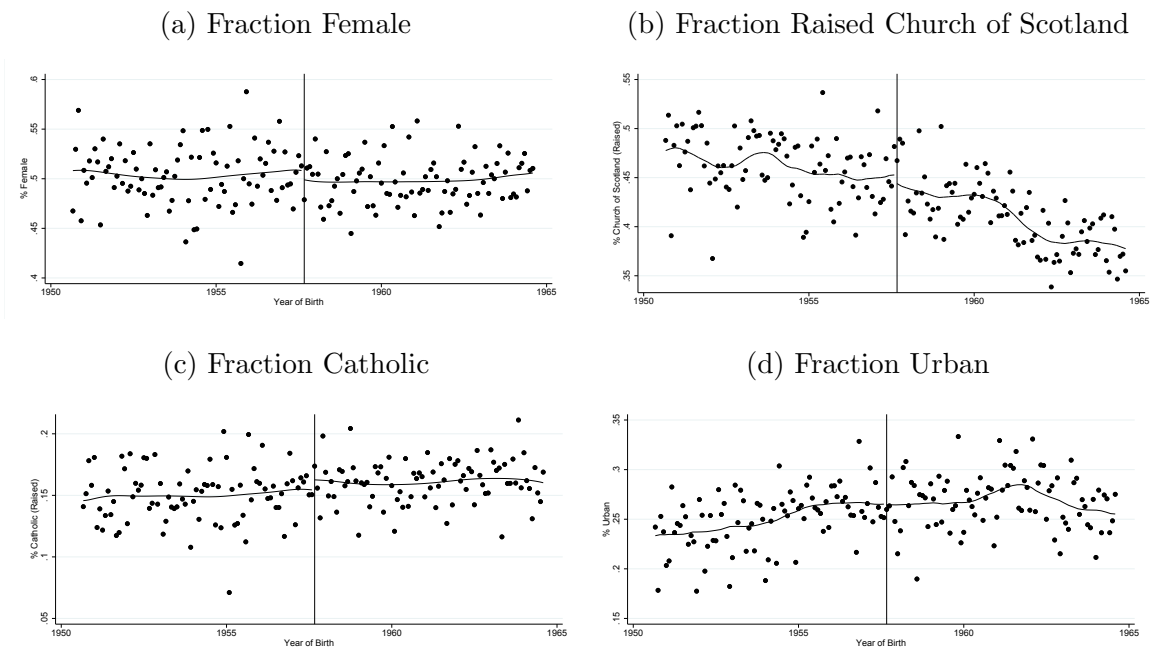 (a) Fraction Female
(b) Fraction Raised Church of Scotland
.6
.55
.5
.45
.4
% Female
1950 1955 1960 1965
Year of Birth
.55
.5
.45
.4
.35
% Church of Scotland (Raised)
1950 1955 1960 1965
(c) Fraction Catholic
(d) Fraction Urban
.2
.15
.1
.05
% Catholic (Raised)
1950 1955 1960 1965
Year of Birth
.35
.3
.25
.2
.15
% Urban
1950 1955 1960 1965
Year of Birth